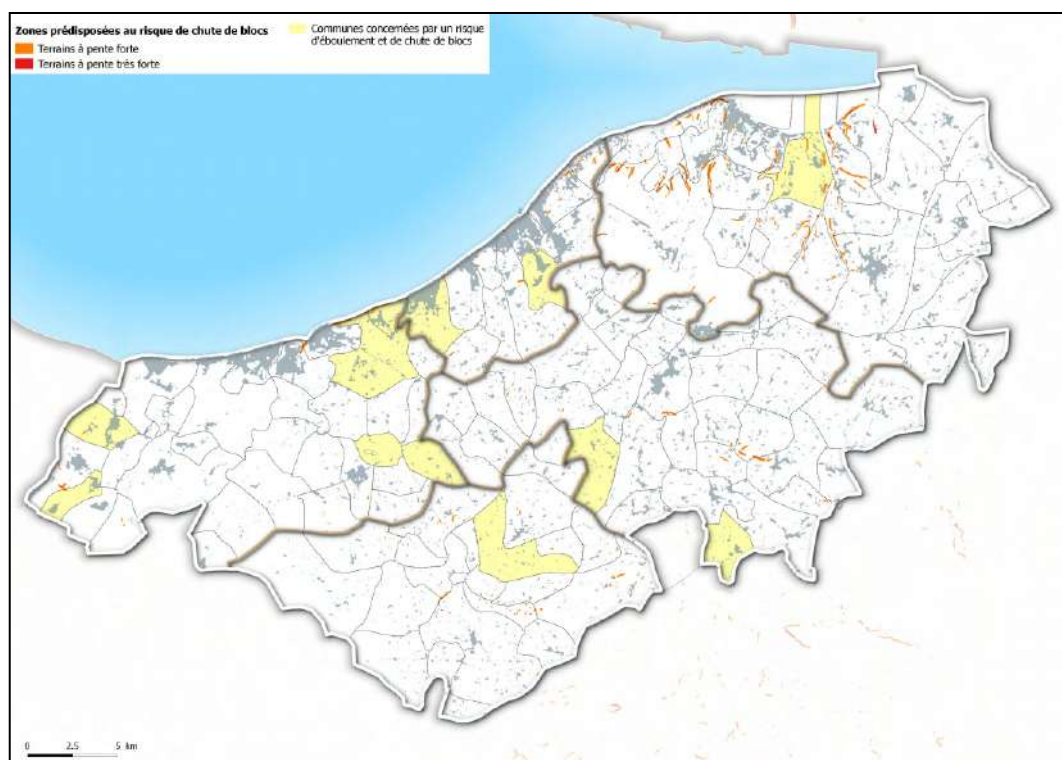 Zones prédisposées au risque de chute de blocs
Terrains à pente forte
Terrains à pente très forte
Communes concernées par un risque
d'éboulement et de chute de blocs
0 2.5 5 km